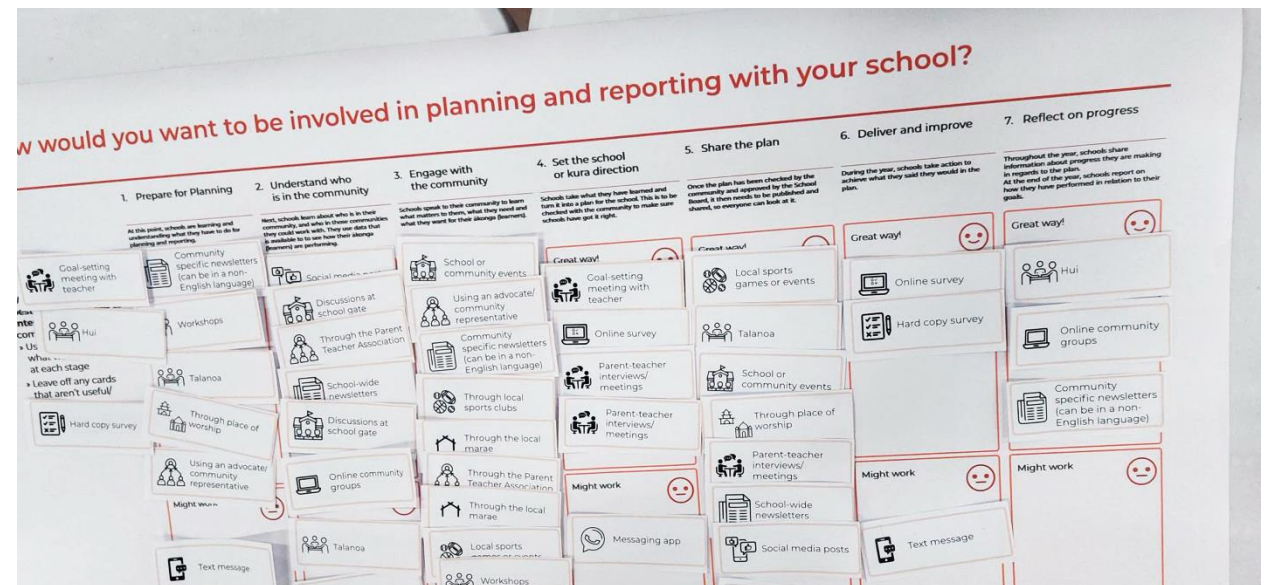 w would you want to be involved in planning and reporting with your school?
1. Prepare for Planning
At this point, schools are learning and
understanding what they have to do for
planning and reporting.
Goal-setting
meeting with
teacher
Hui
at each stage
› Leave off any cards
that aren't useful/
Hard copy survey
Community
specific newsletters
(can be in a non-
English language)
Workshops
Talanoa
Through place of
worship
Using an advocate/
community
representative
Might work
Text message
2. Understand who
is in the community
Next, schools learn about who is in their
community, and who in those communities
they could work with. They use data that
is available to to see how their ākonga
(learners) are performing.
Social media
Discussions at
school gate
Through the Parent
Teacher Association
School-wide
newsletters
Discussions at
school gate
Online community
groups
Talanoa
3. Engage with
the community
Schools speak to their community to learn
what matters to them, what they need and
what they want for their ākonga (learners).
School or
community events
Using an advocate/
community
representative
Community
specific newsletters
(can be in a non-
English language)
Through local
sports clubs
Through the local
marae
Through the Parent
Teacher Association
Through the local
marae
Local sports
games or events
Workshops
4. Set the school
or kura direction
Schools take what they have learned and
turn it into a plan for the school. This is to be
checked with the community to make sure
schools have got it right.
Great way!
Goal-setting
meeting with
teacher
Online survey
Parent-teacher
interviews/
meetings
Parent-teacher
interviews/
meetings
Might work
Messaging app
5. Share the plan
Once the plan has been checked by the
community and approved by the School
Board, it then needs to be published and
shared, so everyone can look at it.
Great way!
Local sports
games or events
Talanoa
School or
community events
Through place of
worship
Parent-teacher
interviews/
meetings
School-wide
newsletters
Social media posts
6. Deliver and improve
During the year, schools take action to
achieve what they said they would in the
plan.
Great way!
Online survey
Hard copy survey
Might work
Text message
7. Reflect on progress
Throughout the year, schools share
information about progress they are making
in regards to the plan.
At the end of the year, schools report on
how they have performed in relation to their
goals.
Great way!
Hui
Online community
groups
Community
specific newsletters
(can be in a non-
English language)
Might work